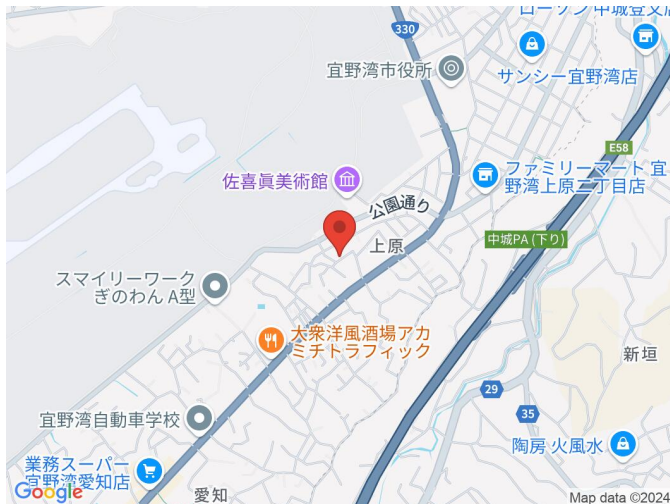 ローソン 中城登又店
330
宜野湾市役所
サンシー宜野湾店
E58
佐喜眞美術館
ファミリーマート 宜
野湾上原二丁目店
公園通り
上原
中城PA (下り)
スマイリーワーク
ぎのわん A型
大衆洋風酒場アカ
ミチトラフィック
新垣
29
35
宜野湾自動車学校
陶房 火風水
業務スーパー
宜野湾愛知店
愛知
Google
Map data ©2024